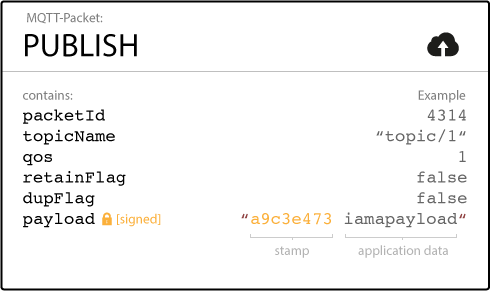 MQTT-Packet:
PUBLISH
contains: Example
packetId 4314
topicName “topic/1“
qos 1
retainFlag false
dupFlag false
payload [signed] “a9c3e473 iamapayload“
stamp application data